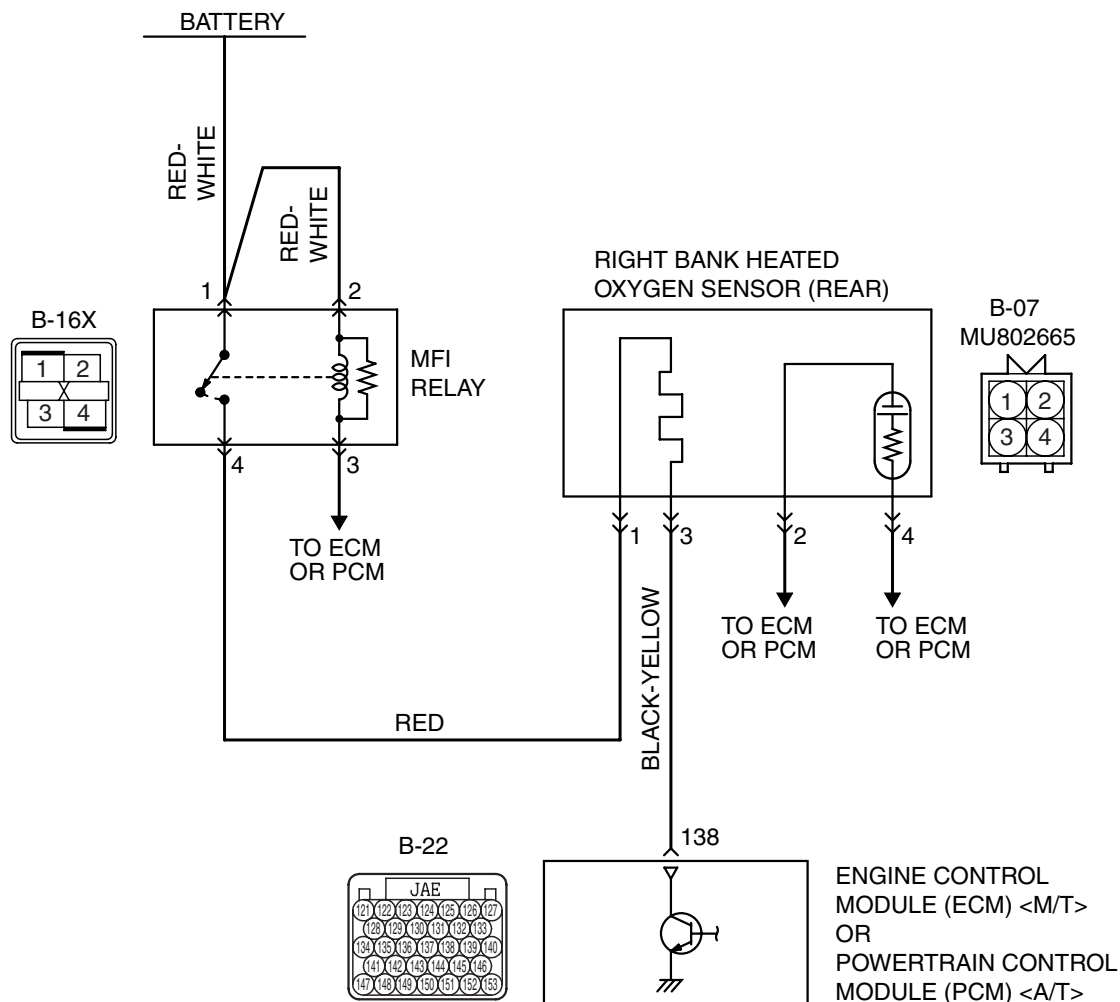 BATTERY
RED-
WHITE
RED-
WHITE
1
2
B-16X
1 2
X
3 4
MFI
RELAY
4
3
TO ECM
OR PCM
RIGHT BANK HEATED
OXYGEN SENSOR (REAR)
B-07
MU802665
1 2
3 4
1
3
2
4
TO ECM
OR PCM
TO ECM
OR PCM
BLACK-YELLOW
RED
138
B-22
JAE
121 122 123 124 125 126 127
128 129 130 131 132 133
134 135 136 137 138 139 140
141 142 143 144 145 146
147 148 149 150 151 152 153
ENGINE CONTROL
MODULE (ECM) <M/T>
OR
POWERTRAIN CONTROL
MODULE (PCM) <A/T>